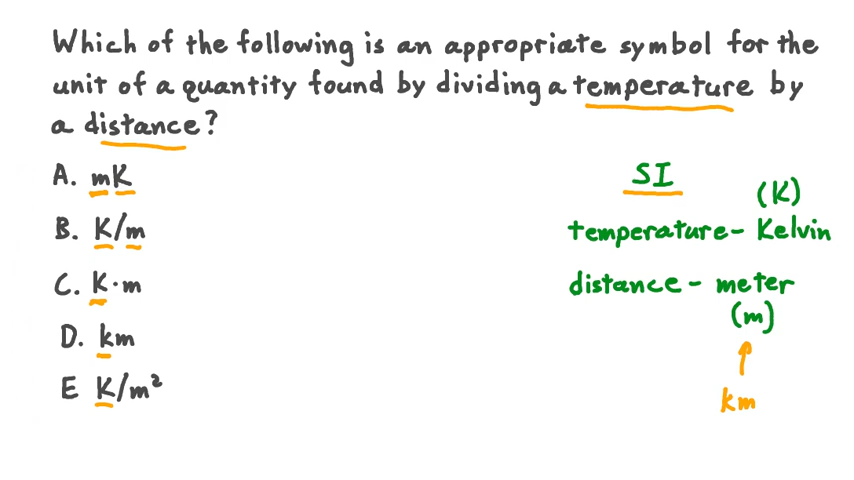 Which of the following is an appropriate symbol for the
unit of a quantity found by dividing a temperature by
a distance?
A. mK
B. K/m
C. K·m
D. km
E K/m²
SI
(K)
temperature - Kelvin
distance - meter
(m)
km